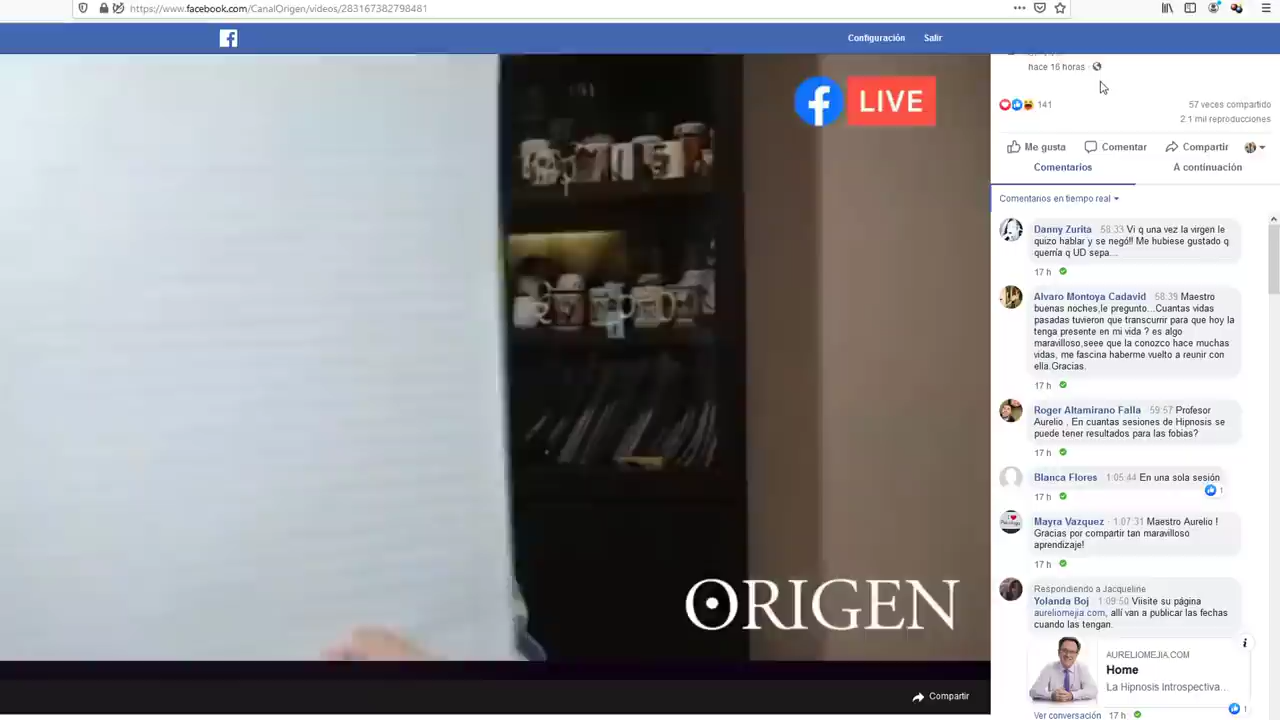 https://www.facebook.com/CanalOrigen/videos/283167382798481
Configuración
Salir
LIVE
ORIGEN
Compartir
hace 16 horas
141
57 veces compartido
2.1 mil reproducciones
Me gusta
Comentar
Compartir
Comentarios
A continuación
Comentarios en tiempo real
Danny Zurita 58:33 Vi q una vez la virgen le
quizo hablar y se negó!! Me hubiese gustado q
querría q UD sepa...
17 h
Alvaro Montoya Cadavid 58:39 Maestro
buenas noches,le pregunto...Cuantas vidas
pasadas tuvieron que transcurrir para que hoy la
tenga presente en mi vida ? es algo
maravilloso,seee que la conozco hace muchas
vidas, me fascina haberme vuelto a reunir con
ella.Gracias.
17 h
Roger Altamirano Falla 59:57 Profesor
Aurelio , En cuantas sesiones de Hipnosis se
puede tener resultados para las fobias?
17 h
Blanca Flores 1:05:44 En una sola sesión
1
17 h
Mayra Vazquez · 1:07:31 Maestro Aurelio !
Gracias por compartir tan maravilloso
aprendizaje!
17 h
Respondiendo a Jacqueline
Yolanda Boj 1:09:50 Viisite su página
aureliomejia.com, allí van a publicar las fechas
cuando las tengan.
AURELIOMEJIA.COM
Home
La Hipnosis Introspectiva…
1
Ver conversación 17 h